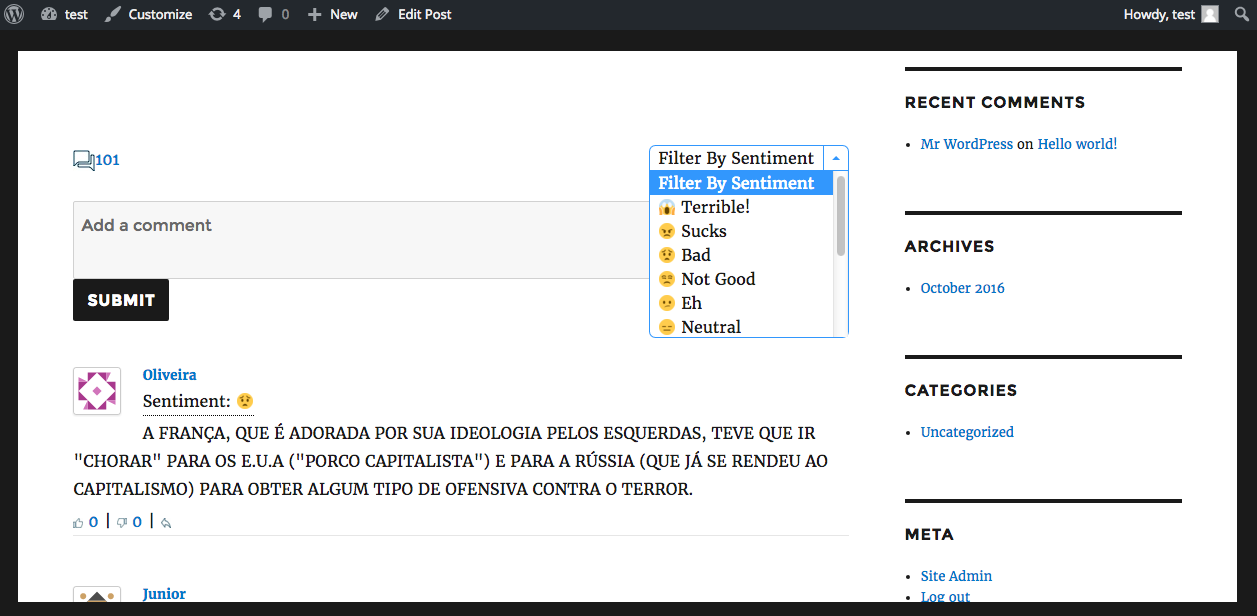 test Customize 4 0 New Edit Post Howdy, test
101
Filter By Sentiment
Filter By Sentiment
😱 Terrible!
😠 Sucks
😟 Bad
😒 Not Good
😕 Eh
😑 Neutral
Add a comment
SUBMIT
Oliveira
Sentiment: 😟
A FRANÇA, QUE É ADORADA POR SUA IDEOLOGIA PELOS ESQUERDAS, TEVE QUE IR
"CHORAR" PARA OS E.U.A ("PORCO CAPITALISTA") E PARA A RÚSSIA (QUE JÁ SE RENDEU AO
CAPITALISMO) PARA OBTER ALGUM TIPO DE OFENSIVA CONTRA O TERROR.
0 | 0 |
Junior
RECENT COMMENTS
• Mr WordPress on Hello world!
ARCHIVES
• October 2016
CATEGORIES
• Uncategorized
META
• Site Admin
• Log out